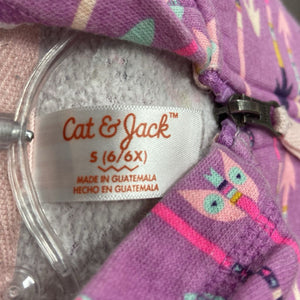 Cat & Jack™
S (6/6X)
MADE IN GUATEMALA
HECHO EN GUATEMALA